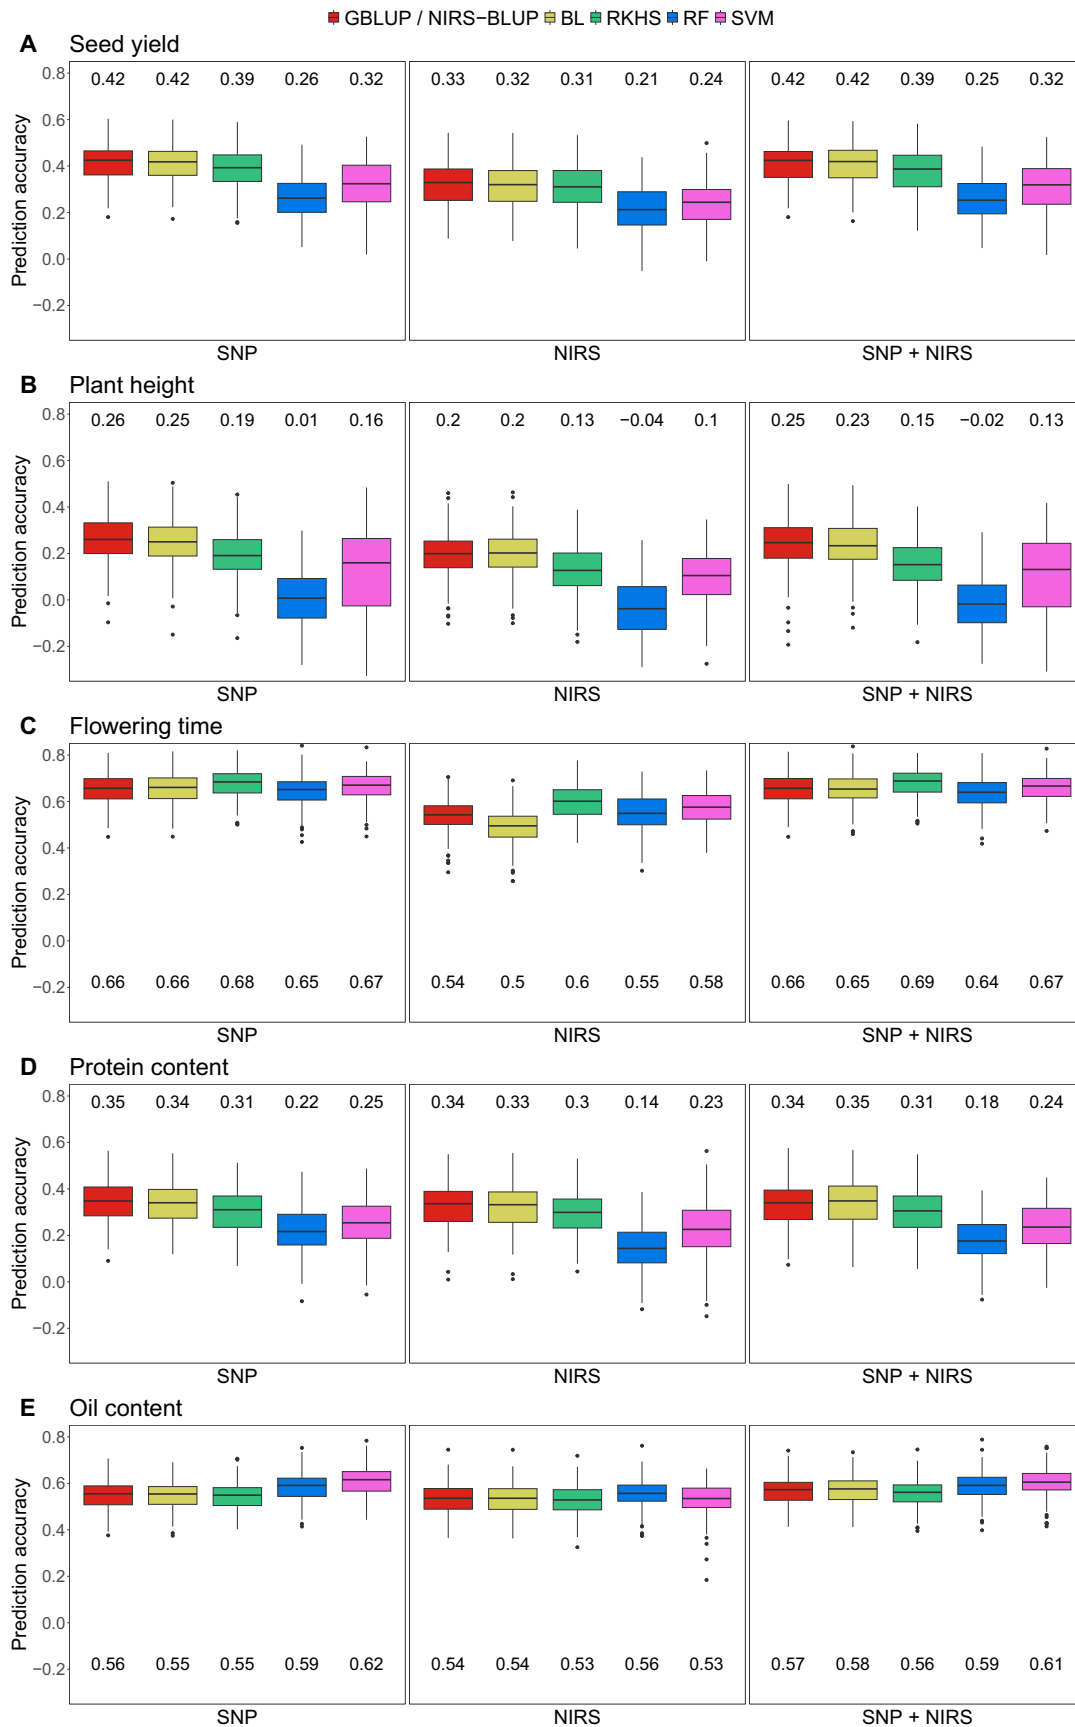 GBLUP / NIRS−BLUP BL RKHS RF SVM
A Seed yield
Prediction accuracy
0.8
0.6
0.4
0.2
0.0
−0.2
0.42 0.42 0.39 0.26 0.32
0.33 0.32 0.31 0.21 0.24
0.42 0.42 0.39 0.25 0.32
SNP NIRS SNP + NIRS
B Plant height
Prediction accuracy
0.8
0.6
0.4
0.2
0.0
−0.2
0.26 0.25 0.19 0.01 0.16
0.2 0.2 0.13 −0.04 0.1
0.25 0.23 0.15 −0.02 0.13
SNP NIRS SNP + NIRS
C Flowering time
Prediction accuracy
0.8
0.6
0.4
0.2
0.0
−0.2
0.66 0.66 0.68 0.65 0.67
0.54 0.5 0.6 0.55 0.58
0.66 0.65 0.69 0.64 0.67
SNP NIRS SNP + NIRS
D Protein content
Prediction accuracy
0.8
0.6
0.4
0.2
0.0
−0.2
0.35 0.34 0.31 0.22 0.25
0.34 0.33 0.3 0.14 0.23
0.34 0.35 0.31 0.18 0.24
SNP NIRS SNP + NIRS
E Oil content
Prediction accuracy
0.8
0.6
0.4
0.2
0.0
−0.2
0.56 0.55 0.55 0.59 0.62
0.54 0.54 0.53 0.56 0.53
0.57 0.58 0.56 0.59 0.61
SNP NIRS SNP + NIRS